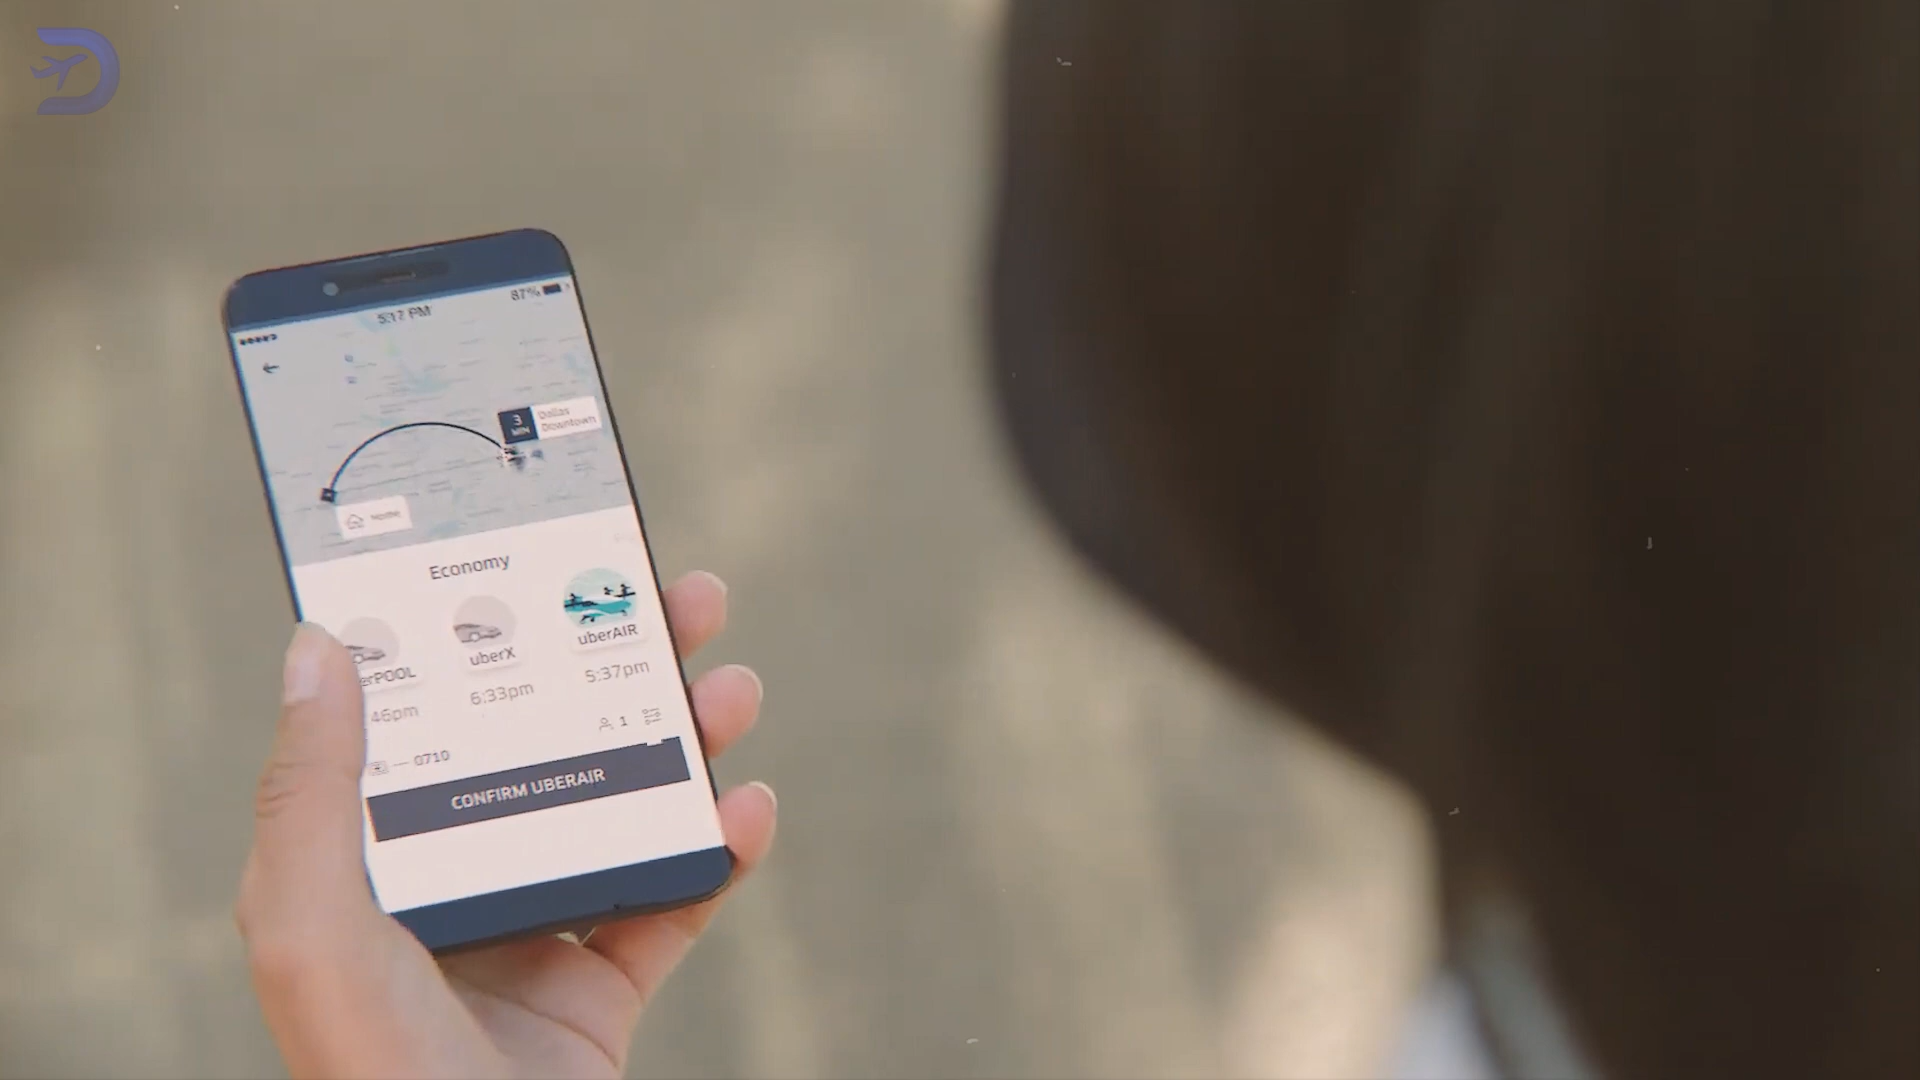 87%
5:17 PM
3
MIN
Dallas
Downtown
Home
Economy
uberAIR
uberX
erPOOL
5:37pm
6:33pm
46pm
1
— 0710
CONFIRM UBERAIR